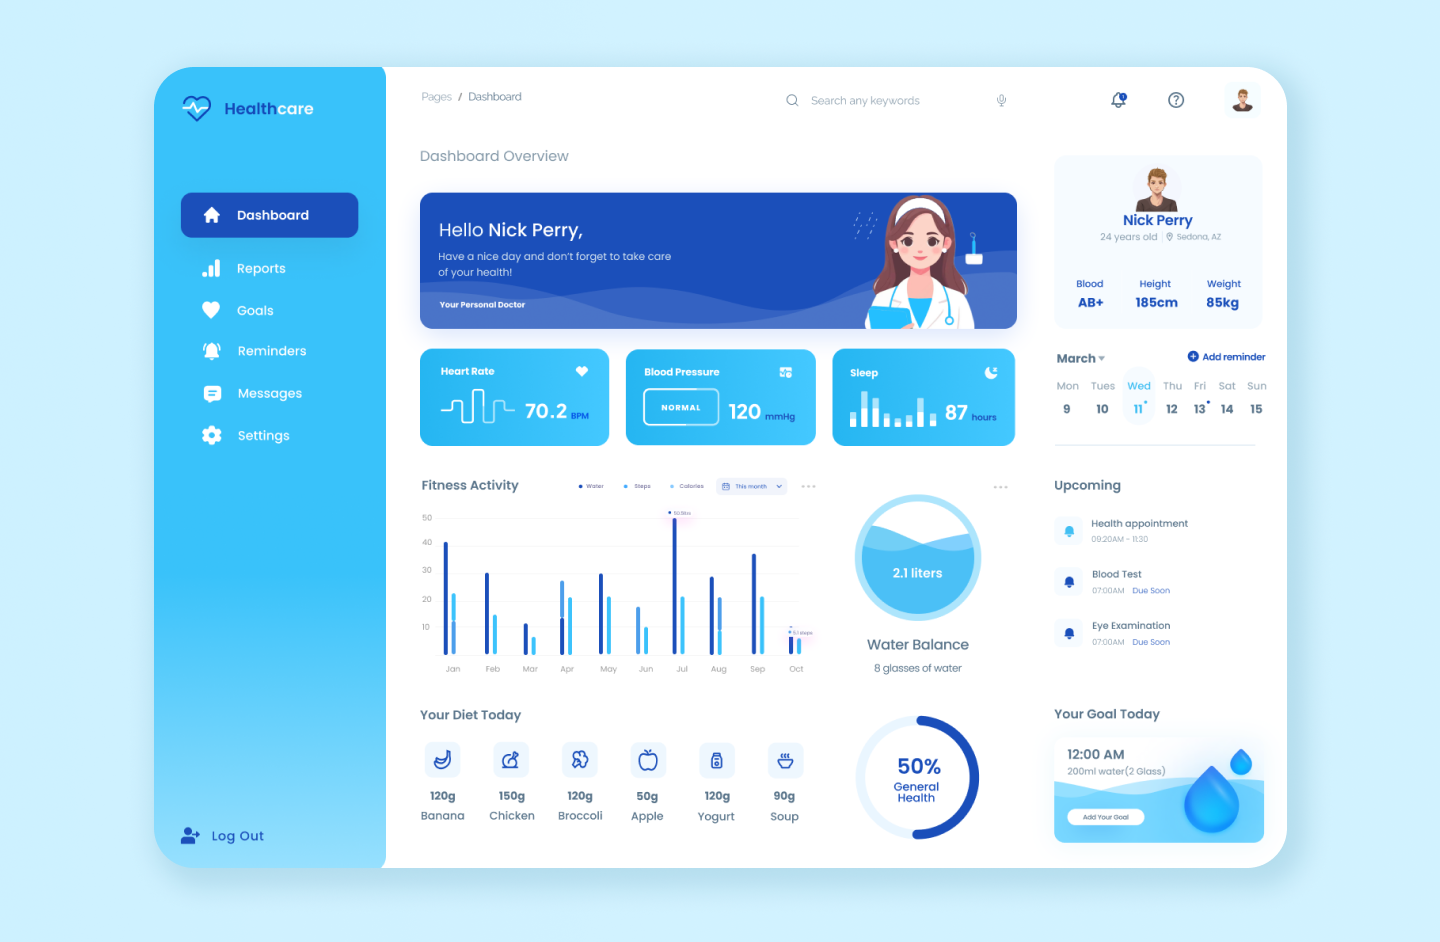 Healthcare
Dashboard
Reports
Goals
Reminders
Messages
Settings
Log Out
Pages / Dashboard
Search any keywords
Dashboard Overview
Hello Nick Perry,
Have a nice day and don't forget to take care
of your health!
Your Personal Doctor
Heart Rate
70.2 BPM
Blood Pressure
NORMAL
120 mmHg
Sleep
87 hours
Fitness Activity
Water
Steps
Calories
This month
50
40
30
20
10
Jan
Feb
Mar
Apr
May
Jun
Jul
Aug
Sep
Oct
2.1 liters
Water Balance
8 glasses of water
Your Diet Today
120g
Banana
150g
Chicken
120g
Broccoli
50g
Apple
120g
Yogurt
90g
Soup
50%
General
Health
Nick Perry
24 years old
Sedona, AZ
Blood
AB+
Height
185cm
Weight
85kg
March
Add reminder
Mon Tues Wed Thu Fri Sat Sun
9 10 11 12 13 14 15
Upcoming
Health appointment
09:20AM - 11:30
Blood Test
07:00AM Due Soon
Eye Examination
07:00AM Due Soon
Your Goal Today
12:00 AM
200ml water(2 Glass)
Add Your Goal